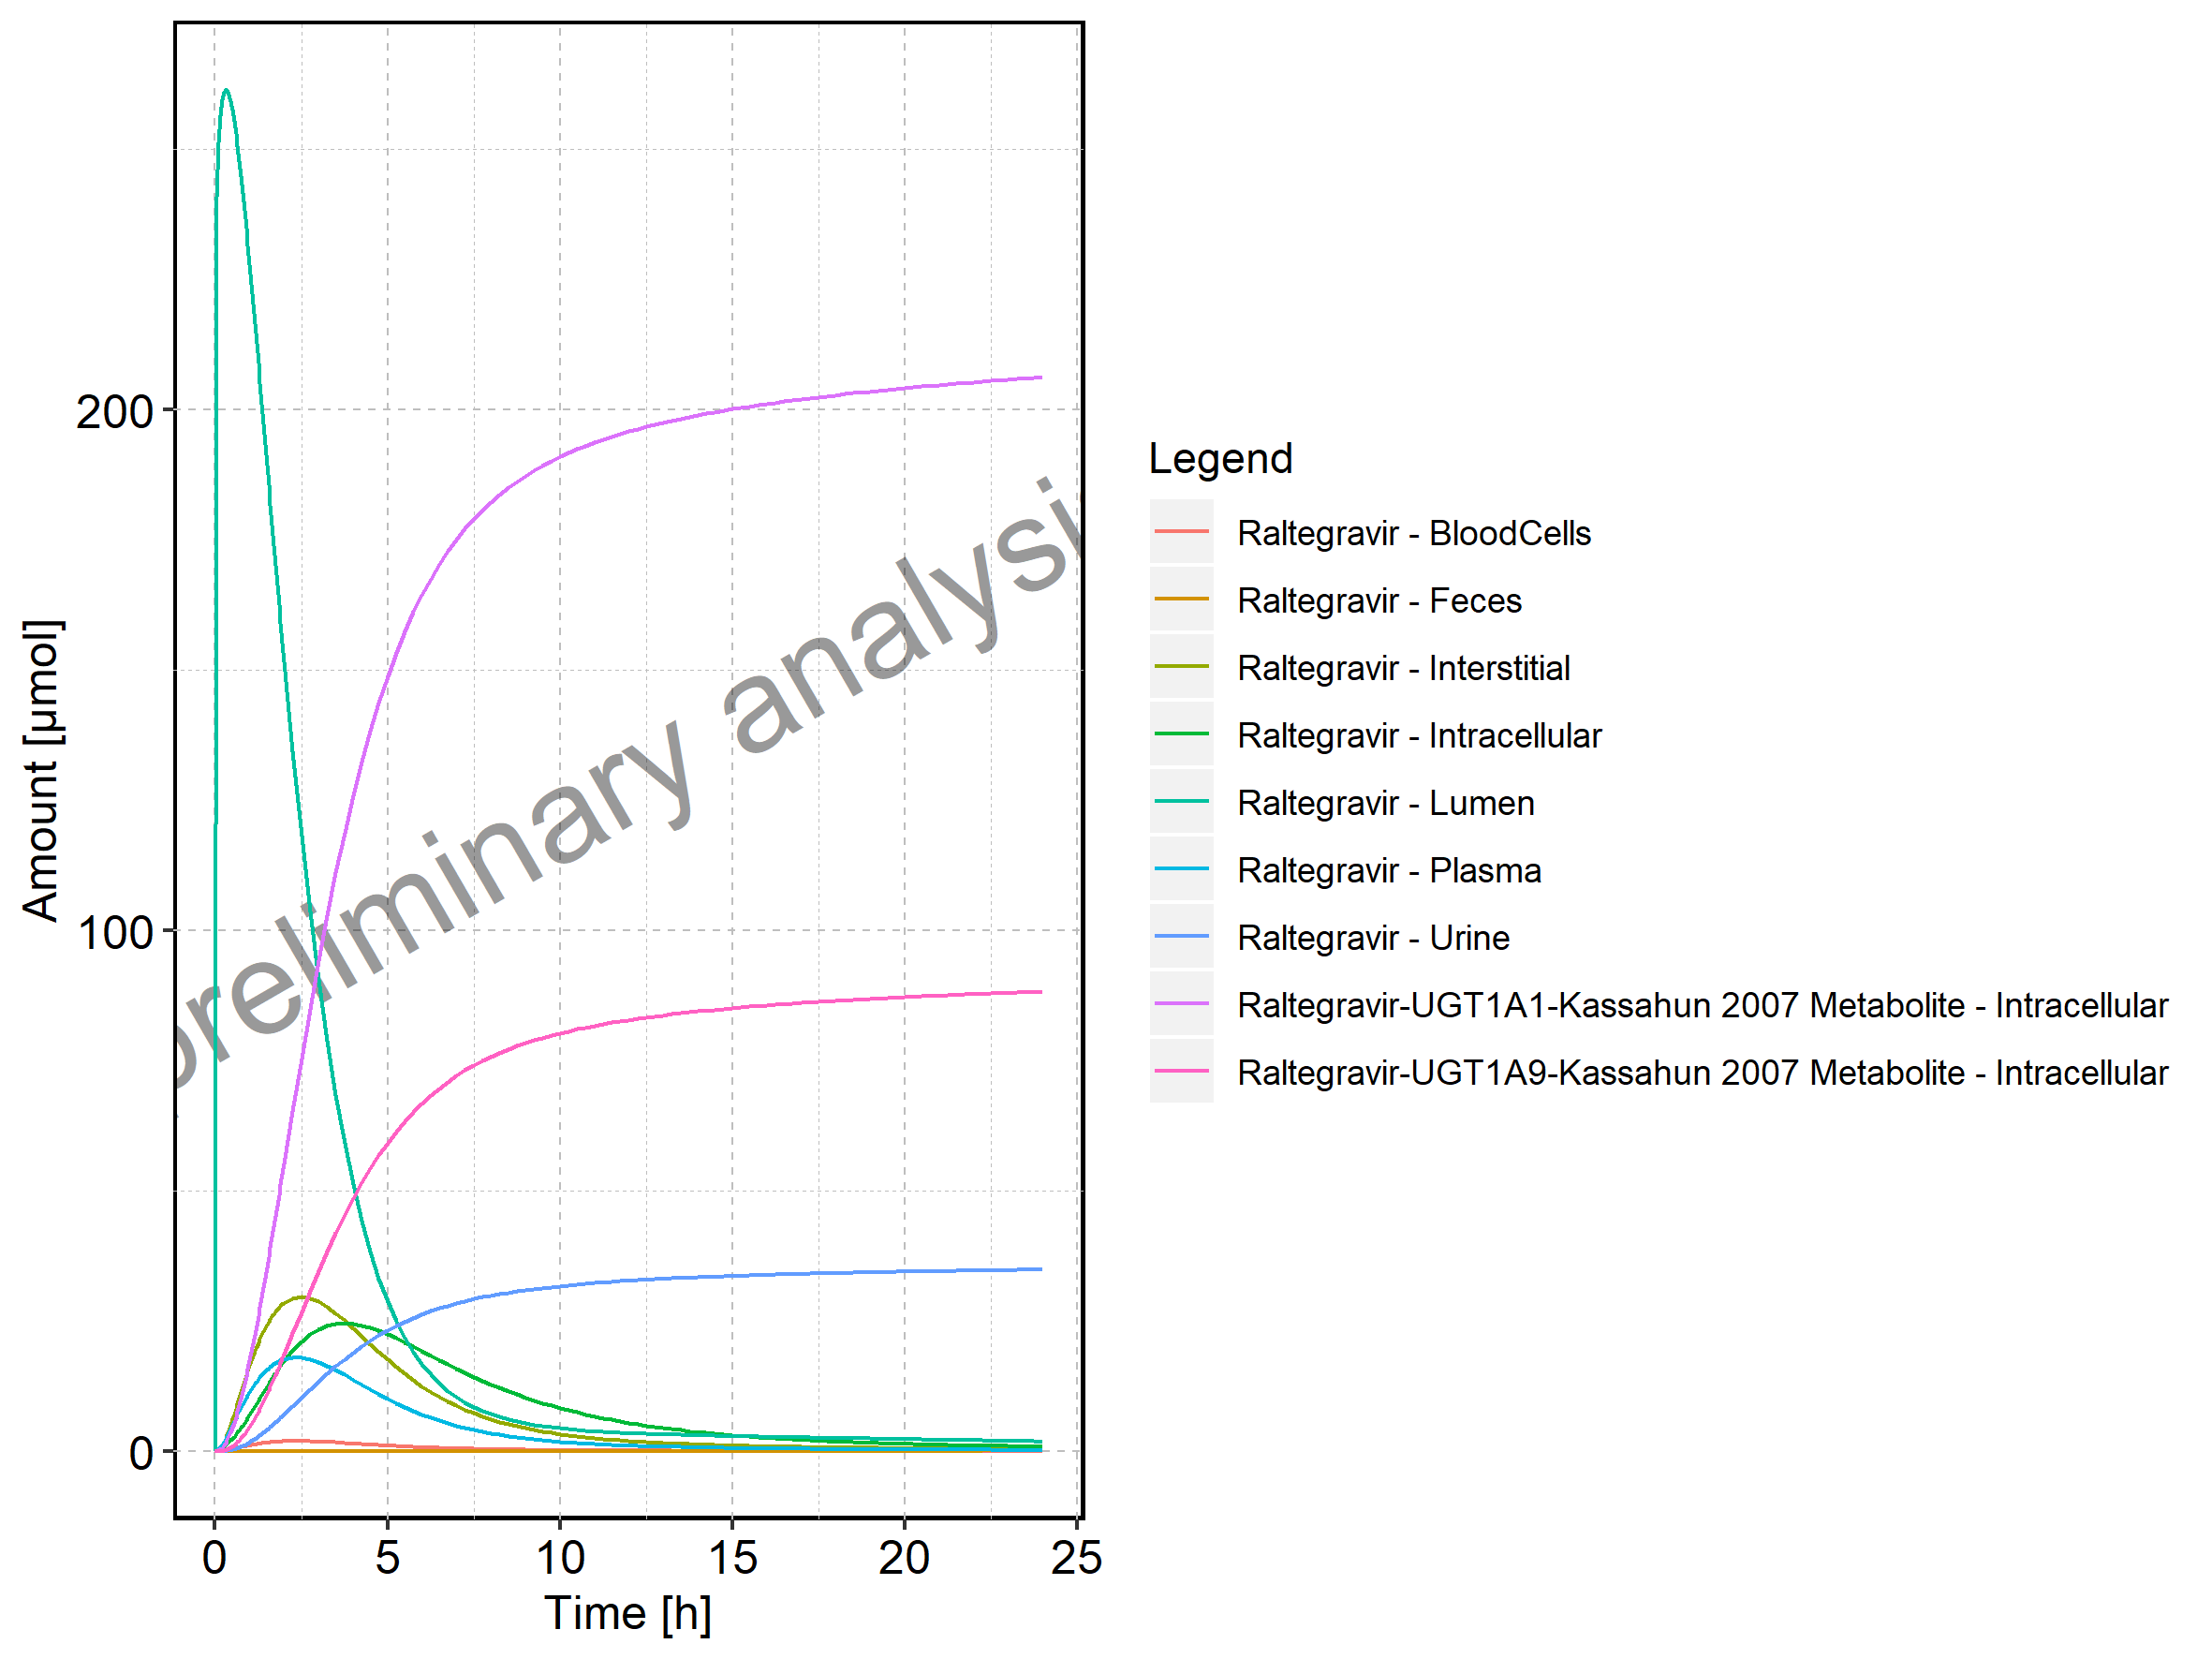 200
100
0
Amount [µmol]
0 5 10 15 20 25
Time [h]
preliminary analysis
Legend
Raltegravir - BloodCells
Raltegravir - Feces
Raltegravir - Interstitial
Raltegravir - Intracellular
Raltegravir - Lumen
Raltegravir - Plasma
Raltegravir - Urine
Raltegravir-UGT1A1-Kassahun 2007 Metabolite - Intracellular
Raltegravir-UGT1A9-Kassahun 2007 Metabolite - Intracellular